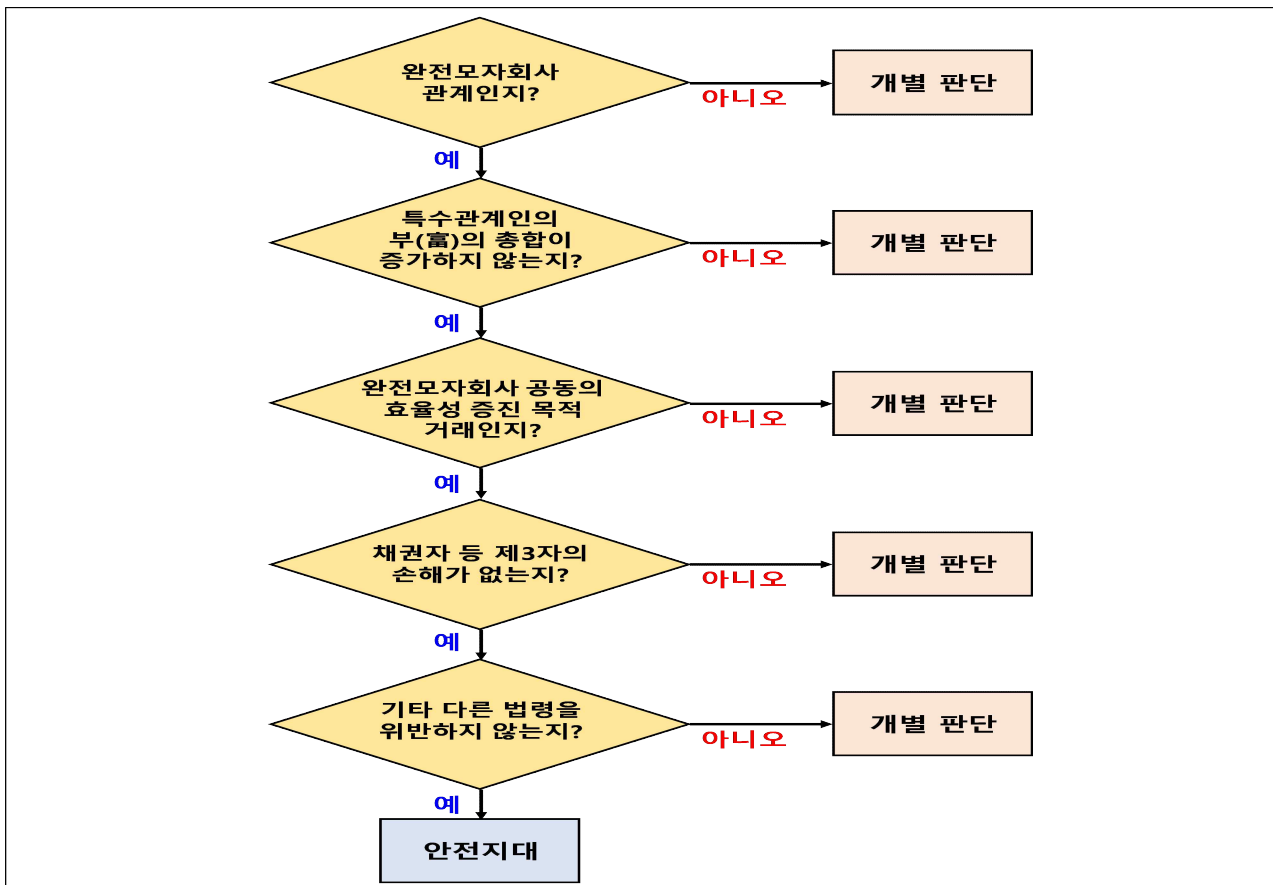 완전모자회사
관계인지?
아니오
개별 판단
예
특수관계인의
부(富)의 총합이
증가하지 않는지?
아니오
개별 판단
예
완전모자회사 공동의
효율성 증진 목적
거래인지?
아니오
개별 판단
예
채권자 등 제3자의
손해가 없는지?
아니오
개별 판단
예
기타 다른 법령을
위반하지 않는지?
아니오
개별 판단
예
안전지대